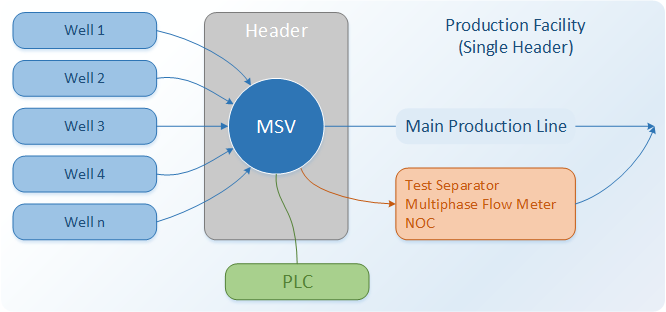 Production Facility
(Single Header)
Header
Well 1
Well 2
Well 3
Well 4
Well n
MSV
Main Production Line
Test Separator
Multiphase Flow Meter
NOC
PLC